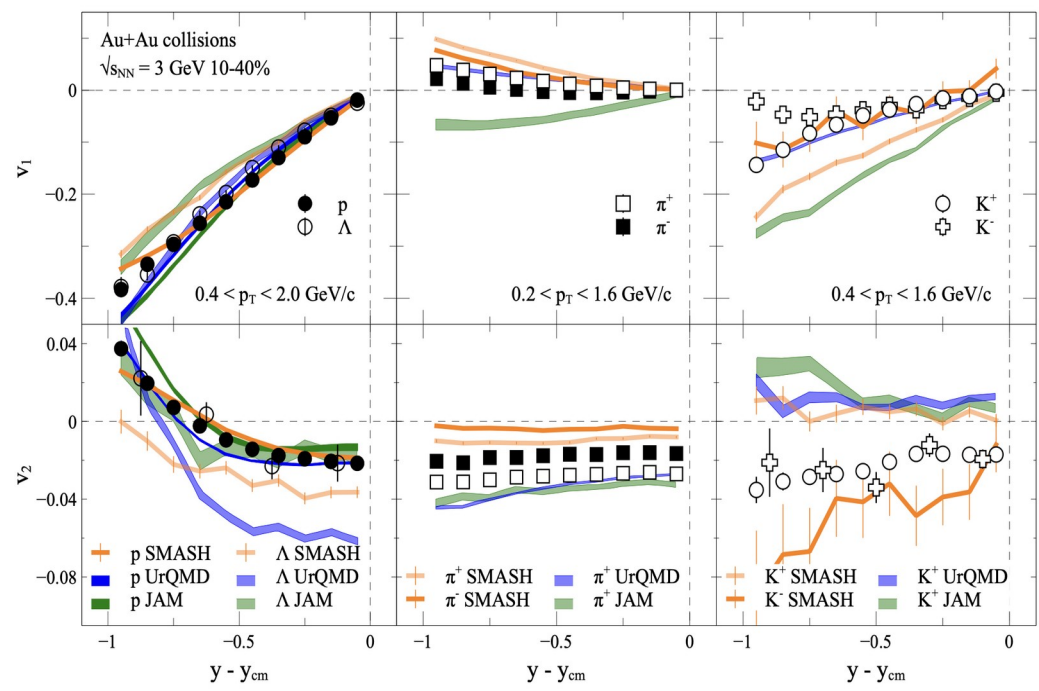 Au+Au collisions
√sNN = 3 GeV 10-40%
0
−0.2
−0.4
v1
p
Λ
0.4 < pT < 2.0 GeV/c
π+
π-
0.2 < pT < 1.6 GeV/c
K+
K-
0.4 < pT < 1.6 GeV/c
0.04
0
−0.04
−0.08
v2
p SMASH Λ SMASH
p UrQMD Λ UrQMD
p JAM Λ JAM
π+ SMASH π+ UrQMD
π- SMASH π+ JAM
K+ SMASH K+ UrQMD
K- SMASH K+ JAM
−1 −0.5 0
−1 −0.5 0
−1 −0.5 0
y - ycm
y - ycm
y - ycm